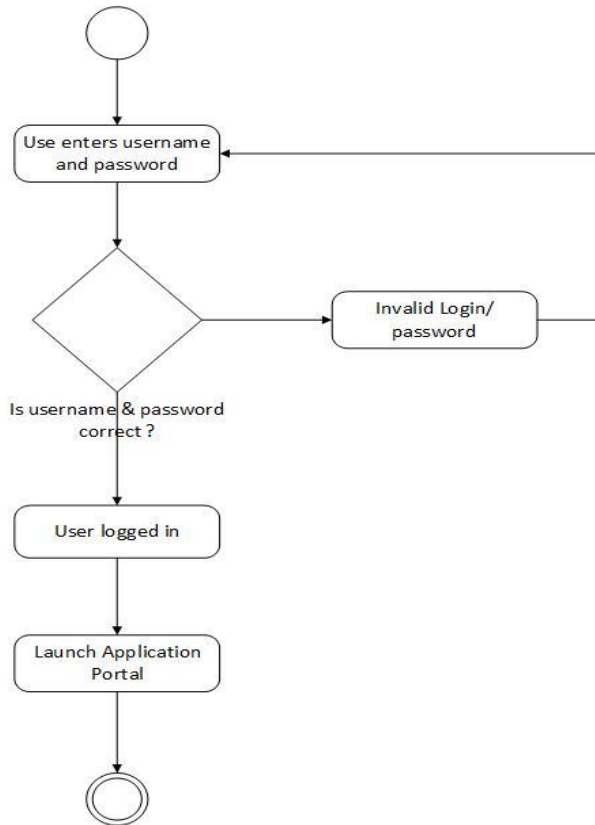 Use enters username
and password
Invalid Login/
password
Is username & password
correct ?
User logged in
Launch Application
Portal